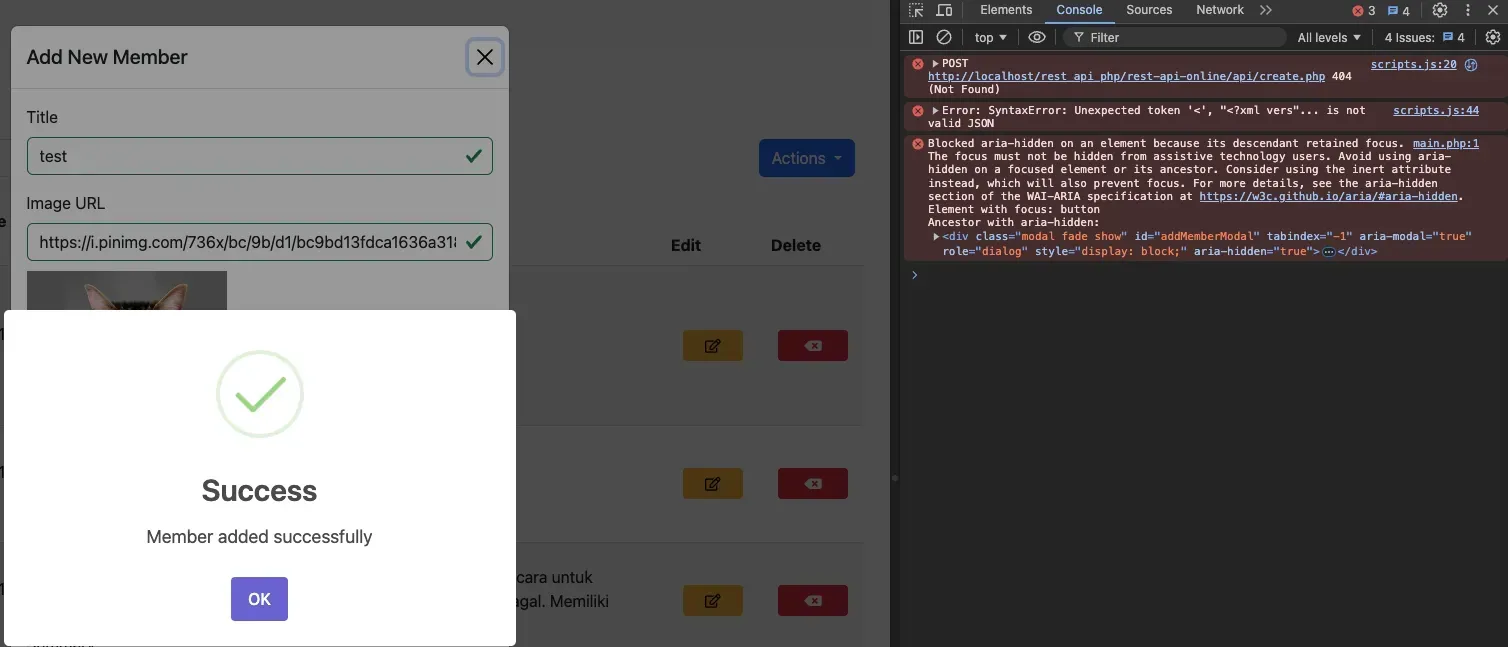 Add New Member
Title
test
Image URL
https://i.pinimg.com/736x/bc/9b/d1/bc9bd13fdca1636a318
Actions
Edit
Delete
cara untuk
agal. Memiliki
Success
Member added successfully
OK
Elements Console Sources Network 3 4
top Filter All levels 4 Issues: 4
POST scripts.js:20
http://localhost/rest_api_php/rest-api-online/api/create.php 404
(Not Found)
Error: SyntaxError: Unexpected token '<', "<?xml vers"... is not scripts.js:44
valid JSON
Blocked aria-hidden on an element because its descendant retained focus. main.php:1
The focus must not be hidden from assistive technology users. Avoid using aria-
hidden on a focused element or its ancestor. Consider using the inert attribute
instead, which will also prevent focus. For more details, see the aria-hidden
section of the WAI-ARIA specification at https://w3c.github.io/aria/#aria-hidden.
Element with focus: button
Ancestor with aria-hidden:
<div class="modal fade show" id="addMemberModal" tabindex="-1" aria-modal="true"
role="dialog" style="display: block;" aria-hidden="true">…</div>